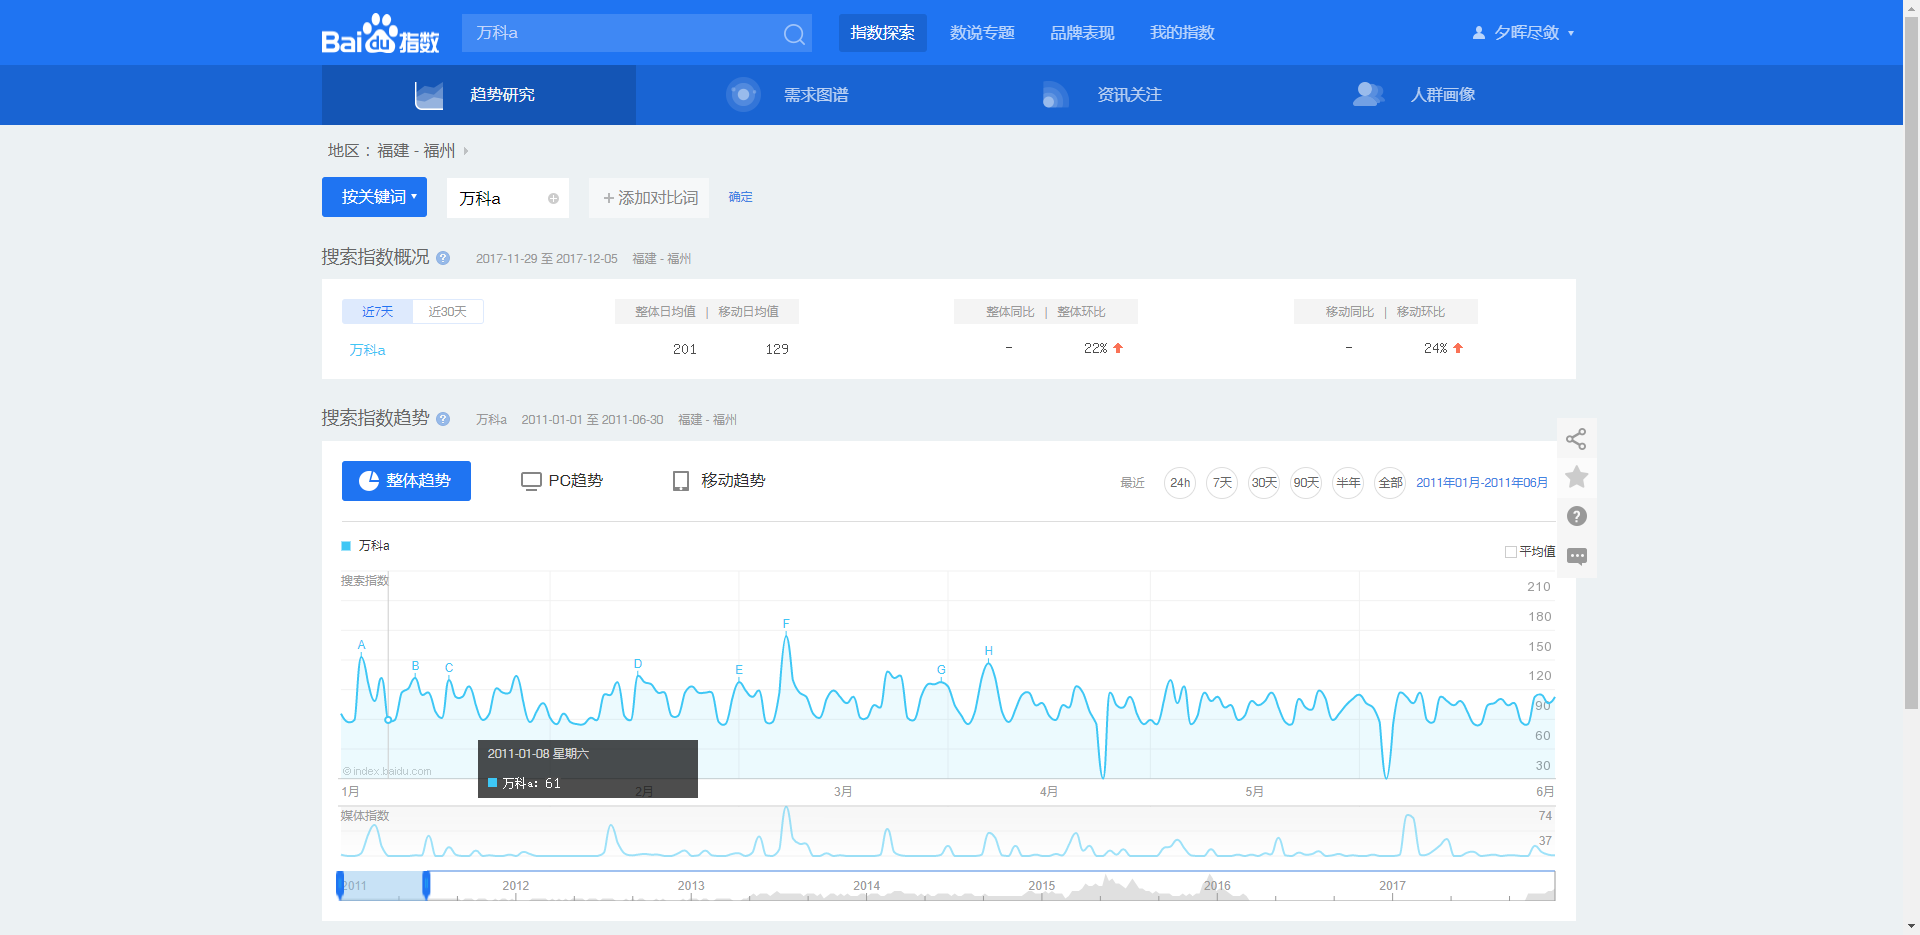 Baidu指数
万科a
指数探索 数说专题 品牌表现 我的指数
夕晖尽敛
趋势研究 需求图谱 资讯关注 人群画像
地区： 福建 - 福州
按关键词 万科a + 添加对比词 确定
搜索指数概况 ? 2017-11-29 至 2017-12-05 福建 - 福州
近7天 近30天 整体日均值 | 移动日均值 整体同比 | 整体环比 移动同比 | 移动环比
万科a 201 129 - 22% - 24%
搜索指数趋势 ? 万科a 2011-01-01 至 2011-06-30 福建 - 福州
整体趋势 PC趋势 移动趋势 最近 24h 7天 30天 90天 半年 全部 2011年01月-2011年06月
?
万科a
平均值
搜索指数
210
180
150
120
90
60
30
A
B
C
D
E
F
G
H
2011-01-08 星期六
万科a: 61
© index.baidu.com
1月 2月 3月 4月 5月 6月
媒体指数
74
37
2011 2012 2013 2014 2015 2016 2017